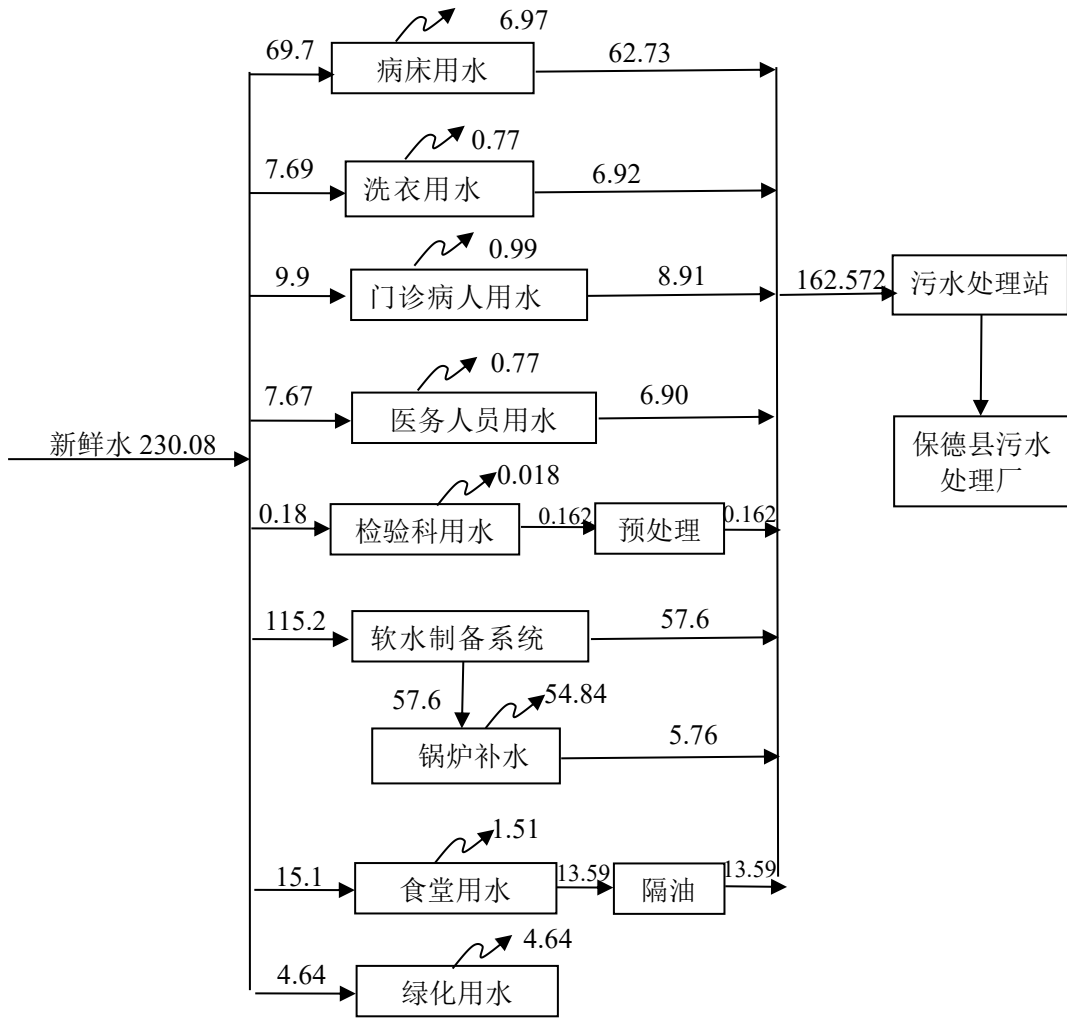 6.97
69.7
病床用水
62.73
0.77
7.69
洗衣用水
6.92
0.99
9.9
门诊病人用水
8.91
162.572
污水处理站
0.77
7.67
医务人员用水
6.90
新鲜水 230.08
保德县污水
处理厂
0.018
0.18
检验科用水
0.162
预处理
0.162
115.2
软水制备系统
57.6
57.6
54.84
锅炉补水
5.76
1.51
15.1
食堂用水
13.59
隔油
13.59
4.64
4.64
绿化用水